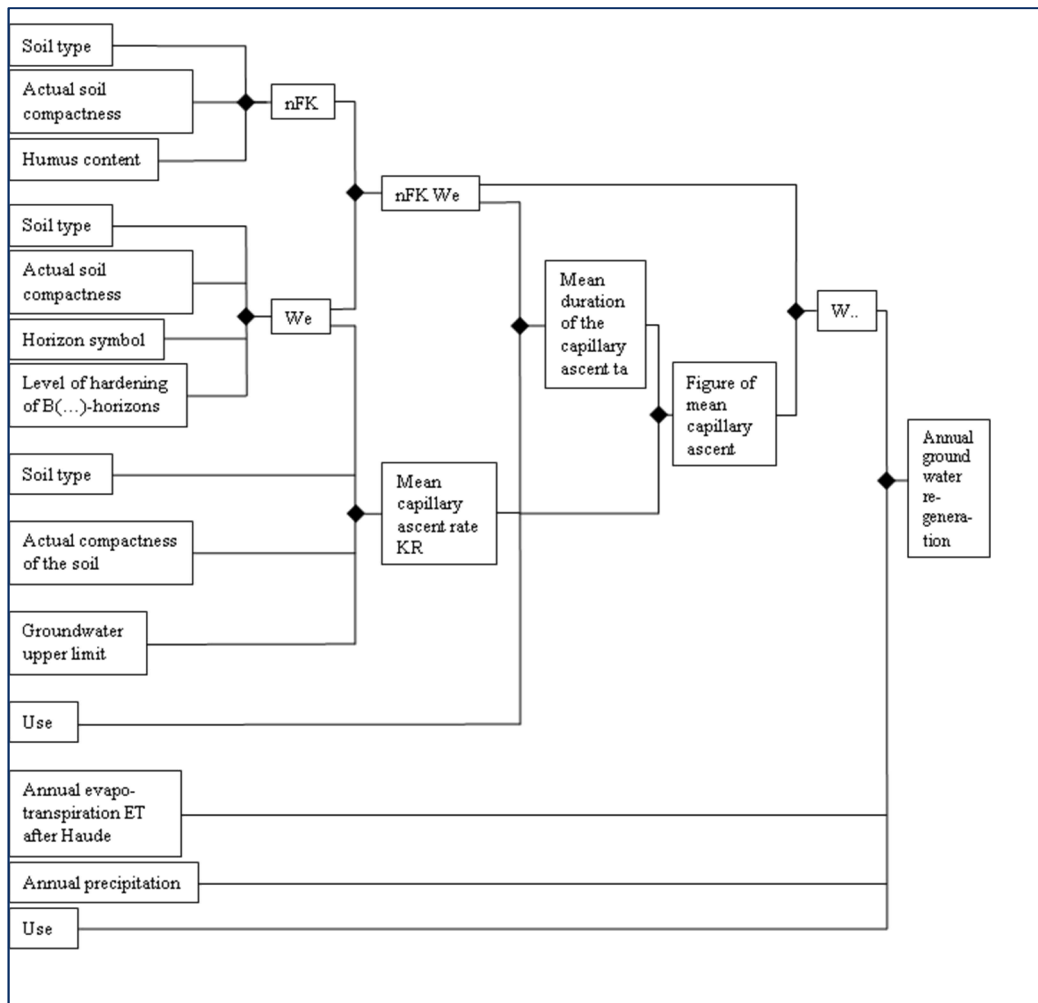 Soil type
Actual soil
compactness
Humus content
nFK
Soil type
Actual soil
compactness
Horizon symbol
Level of hardening
of B(...)-horizons
We
nFK We
Soil type
Actual compactness
of the soil
Groundwater
upper limit
Mean
capillary
ascent rate
KR
Use
Mean
duration
of the
capillary
ascent ta
Figure of
mean
capillary
ascent
W..
Annual evapo-
transpiration ET
after Haude
Annual precipitation
Use
Annual
ground
water
re-
genera-
tion